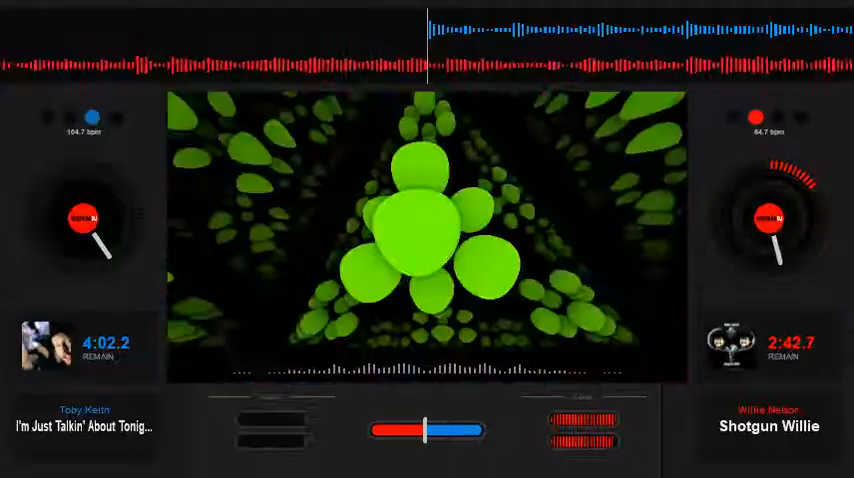 104.7 bpm
84.7 bpm
4:02.2
REMAIN
2:42.7
REMAIN
Toby Keith
I'm Just Talkin' About Tonig...
Willie Nelson
Shotgun Willie